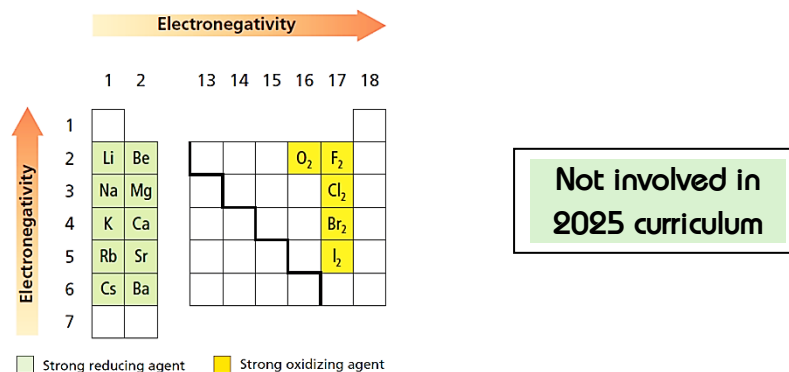 Electronegativity
1 2 13 14 15 16 17 18
Electronegativity
1
2 Li Be O₂ F₂
3 Na Mg Cl₂
4 K Ca Br₂
5 Rb Sr I₂
6 Cs Ba
7
Strong reducing agent Strong oxidizing agent
Not involved in
2025 curriculum